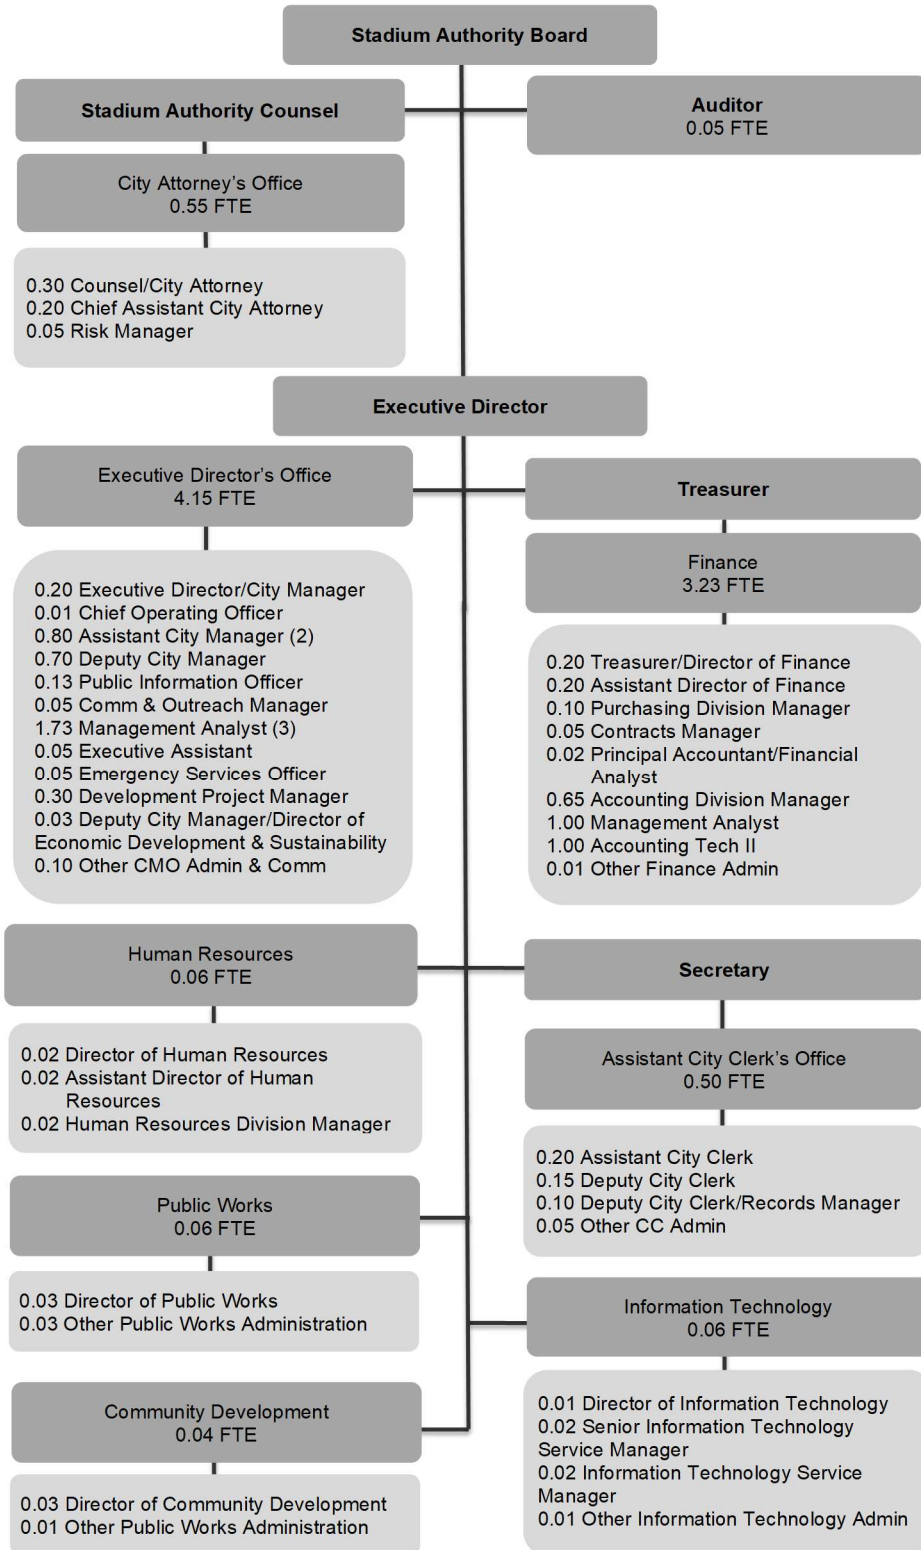 Stadium Authority Board
Stadium Authority Counsel
Auditor
0.05 FTE
City Attorney's Office
0.55 FTE
0.30 Counsel/City Attorney
0.20 Chief Assistant City Attorney
0.05 Risk Manager
Executive Director
Executive Director's Office
4.15 FTE
0.20 Executive Director/City Manager
0.01 Chief Operating Officer
0.80 Assistant City Manager (2)
0.70 Deputy City Manager
0.13 Public Information Officer
0.05 Comm & Outreach Manager
1.73 Management Analyst (3)
0.05 Executive Assistant
0.05 Emergency Services Officer
0.30 Development Project Manager
0.03 Deputy City Manager/Director of
Economic Development & Sustainability
0.10 Other CMO Admin & Comm
Treasurer
Finance
3.23 FTE
0.20 Treasurer/Director of Finance
0.20 Assistant Director of Finance
0.10 Purchasing Division Manager
0.05 Contracts Manager
0.02 Principal Accountant/Financial
Analyst
0.65 Accounting Division Manager
1.00 Management Analyst
1.00 Accounting Tech II
0.01 Other Finance Admin
Human Resources
0.06 FTE
0.02 Director of Human Resources
0.02 Assistant Director of Human
Resources
0.02 Human Resources Division Manager
Secretary
Assistant City Clerk's Office
0.50 FTE
0.20 Assistant City Clerk
0.15 Deputy City Clerk
0.10 Deputy City Clerk/Records Manager
0.05 Other CC Admin
Public Works
0.06 FTE
0.03 Director of Public Works
0.03 Other Public Works Administration
Information Technology
0.06 FTE
0.01 Director of Information Technology
0.02 Senior Information Technology
Service Manager
0.02 Information Technology Service
Manager
0.01 Other Information Technology Admin
Community Development
0.04 FTE
0.03 Director of Community Development
0.01 Other Public Works Administration